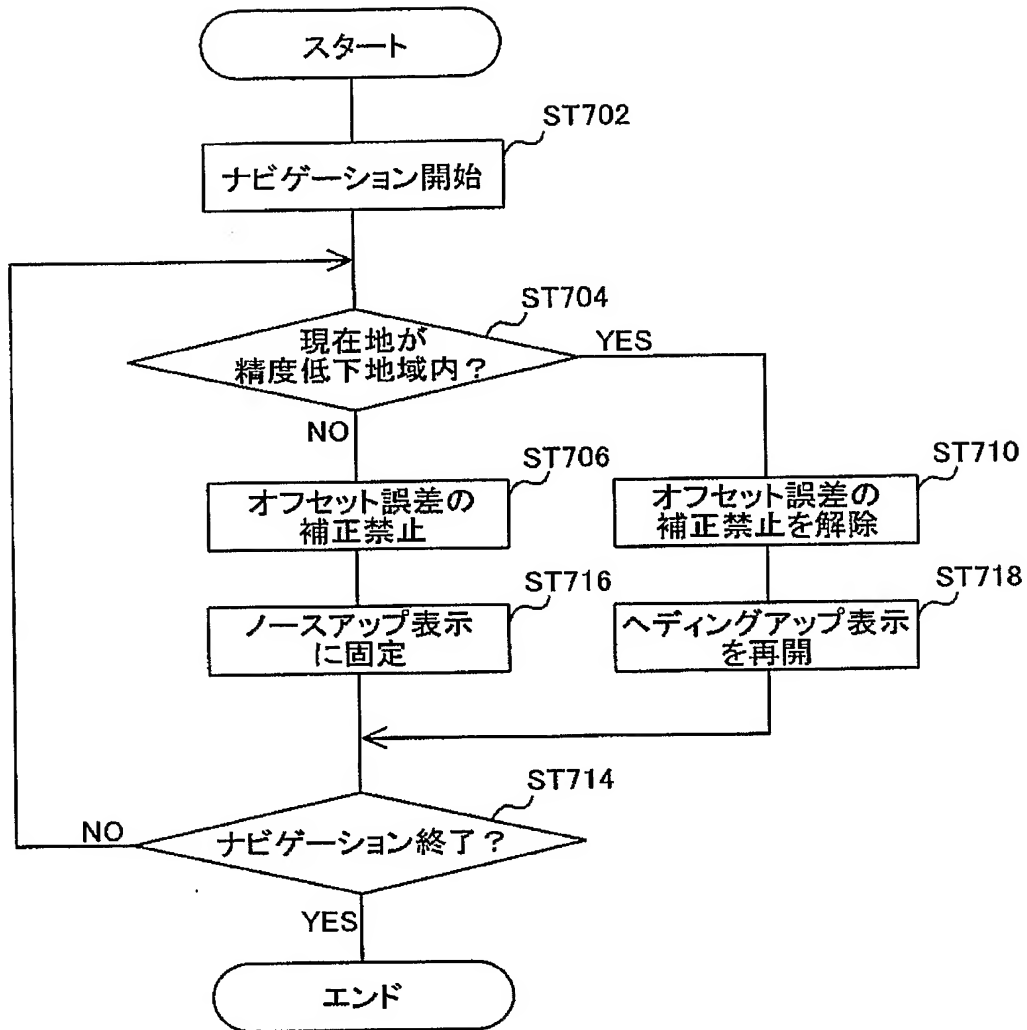 スタート
ST702
ナビゲーション開始
ST704
現在地が
精度低下地域内？
YES
NO
ST706
オフセット誤差の
補正禁止
ST710
オフセット誤差の
補正禁止を解除
ST716
ノースアップ表示
に固定
ST718
ヘディングアップ表示
を再開
ST714
ナビゲーション終了？
NO
YES
エンド